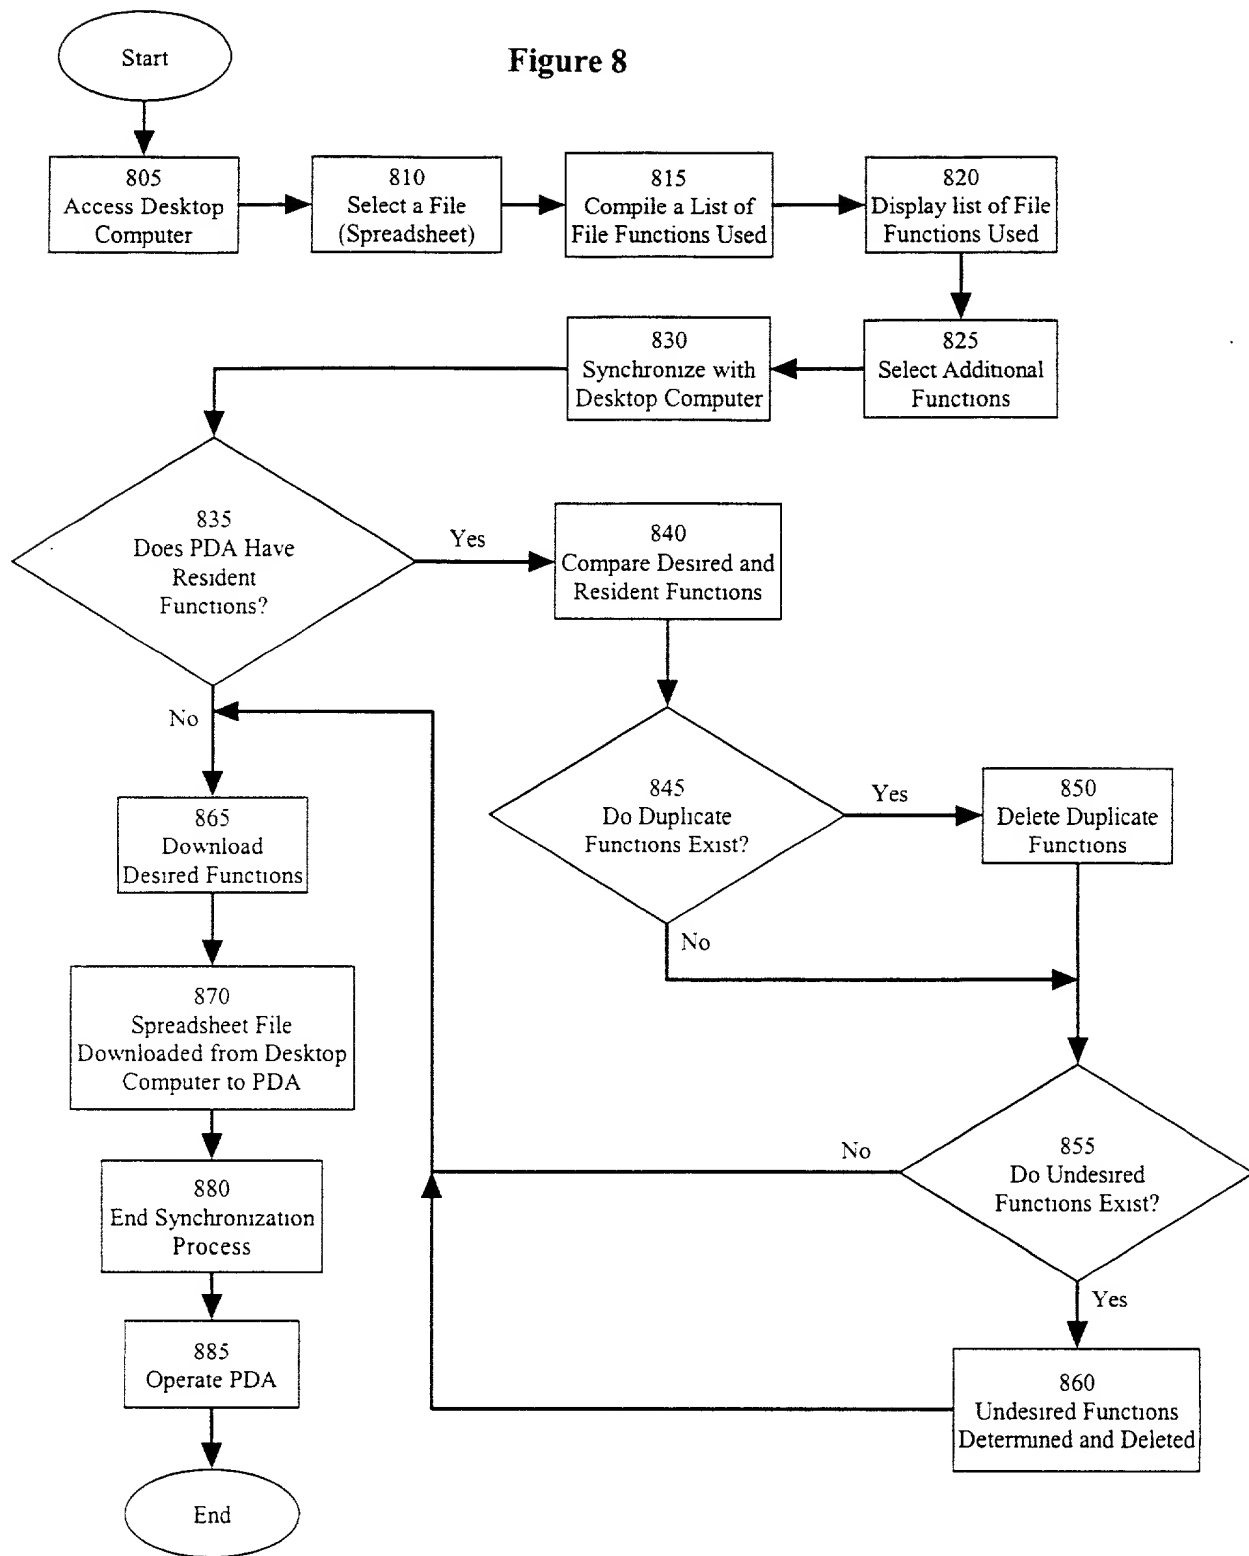 Figure 8
Start
805
Access Desktop
Computer
810
Select a File
(Spreadsheet)
815
Compile a List of
File Functions Used
820
Display list of File
Functions Used
825
Select Additional
Functions
830
Synchronize with
Desktop Computer
835
Does PDA Have
Resident
Functions?
Yes
No
840
Compare Desired and
Resident Functions
845
Do Duplicate
Functions Exist?
Yes
No
850
Delete Duplicate
Functions
855
Do Undesired
Functions Exist?
No
Yes
860
Undesired Functions
Determined and Deleted
865
Download
Desired Functions
870
Spreadsheet File
Downloaded from Desktop
Computer to PDA
880
End Synchronization
Process
885
Operate PDA
End